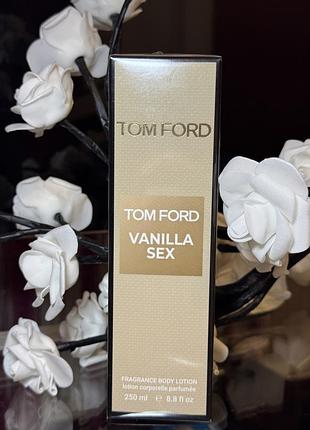 TOM FORD
TOM FORD
VANILLA
SEX
FRAGRANCE BODY LOTION
lotion corporelle parfumée
250 ml ℮ 8.8 fl oz